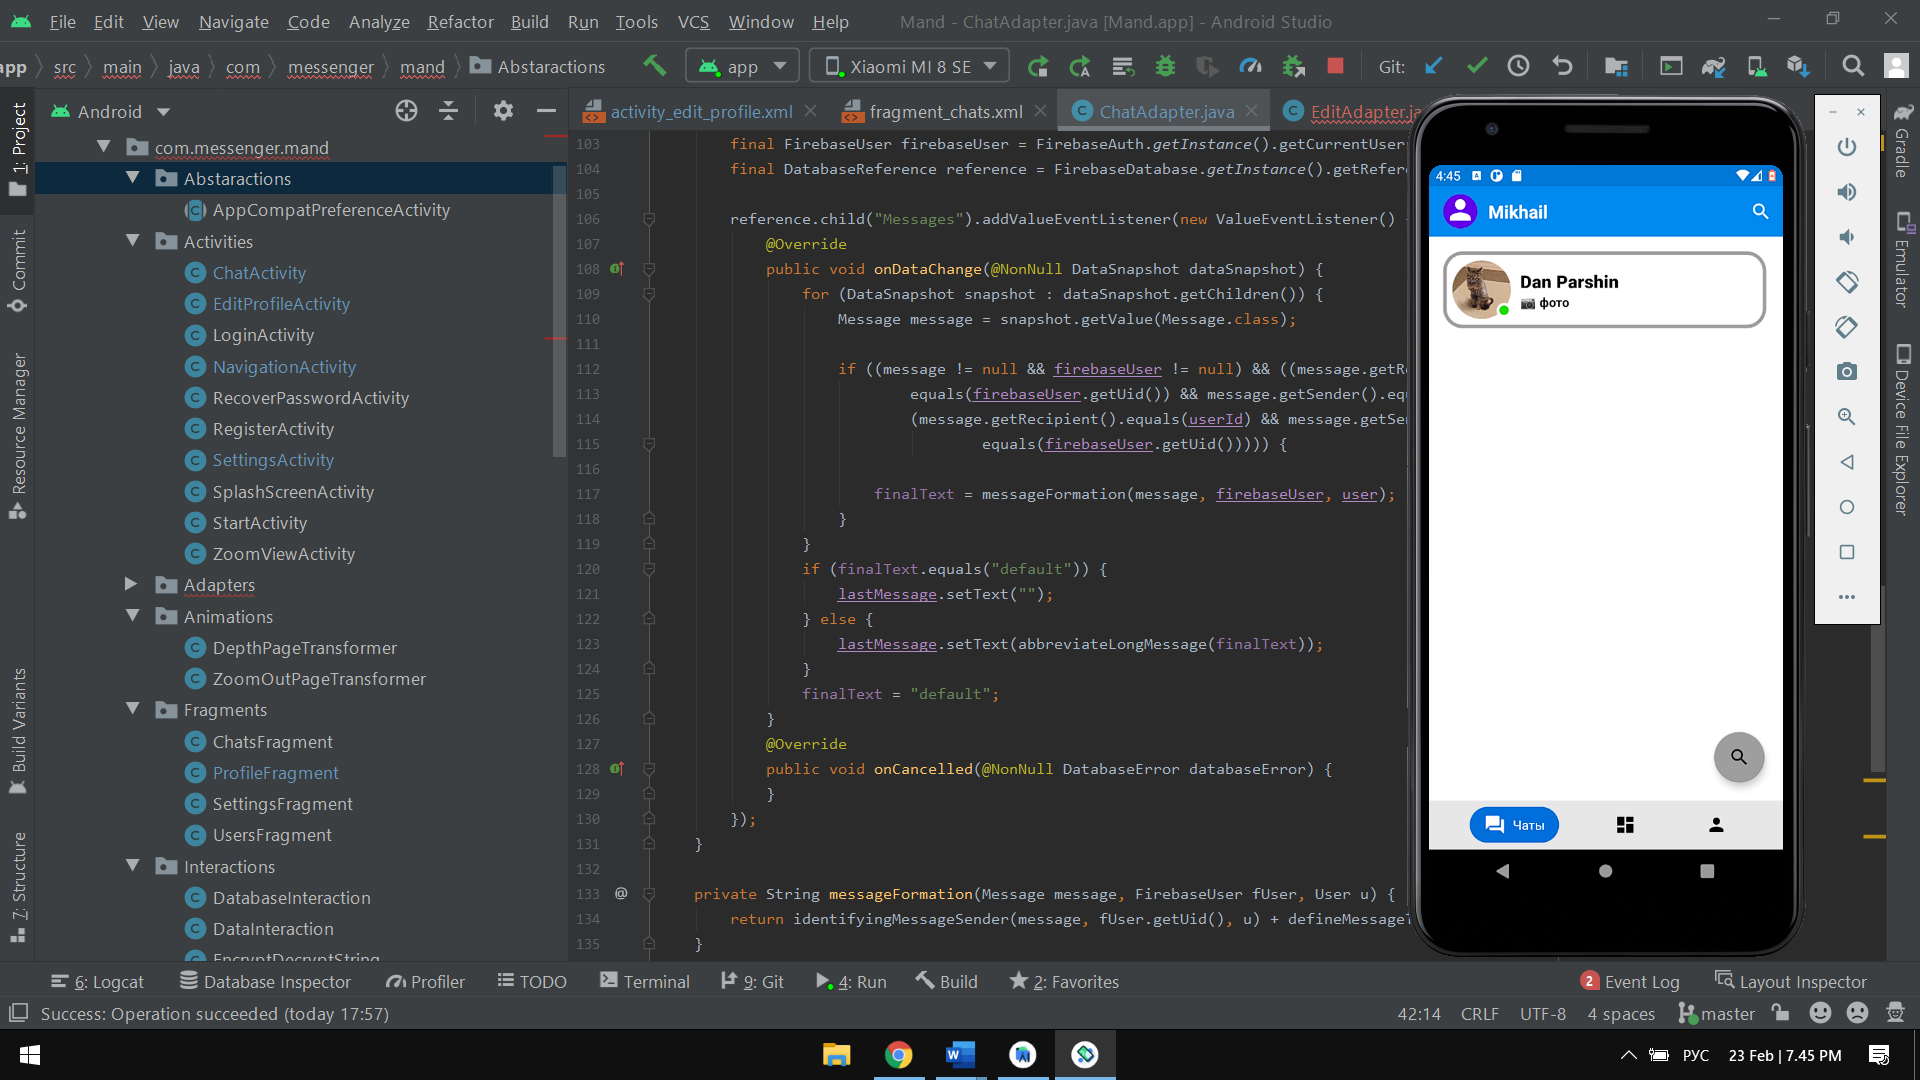 File Edit View Navigate Code Analyze Refactor Build Run Tools VCS Window Help Mand - ChatAdapter.java [Mand.app] - Android Studio
app src main java com messenger mand Abstaractions app Xiaomi MI 8 SE Git:
Android
activity_edit_profile.xml fragment_chats.xml ChatAdapter.java EditAdapter.ja
1: Project
Commit
Resource Manager
Build Variants
7: Structure
com.messenger.mand
Abstaractions
AppCompatPreferenceActivity
Activities
ChatActivity
EditProfileActivity
LoginActivity
NavigationActivity
RecoverPasswordActivity
RegisterActivity
SettingsActivity
SplashScreenActivity
StartActivity
ZoomViewActivity
Adapters
Animations
DepthPageTransformer
ZoomOutPageTransformer
Fragments
ChatsFragment
ProfileFragment
SettingsFragment
UsersFragment
Interactions
DatabaseInteraction
DataInteraction
EncryptDecryptString
103 final FirebaseUser firebaseUser = FirebaseAuth.getInstance().getCurrentUser
104 final DatabaseReference reference = FirebaseDatabase.getInstance().getRefere
105
106 reference.child("Messages").addValueEventListener(new ValueEventListener()
107 @Override
108 public void onDataChange(@NonNull DataSnapshot dataSnapshot) {
109 for (DataSnapshot snapshot : dataSnapshot.getChildren()) {
110 Message message = snapshot.getValue(Message.class);
111
112 if ((message != null && firebaseUser != null) && ((message.getR
113 equals(firebaseUser.getUid()) && message.getSender().equ
114 (message.getRecipient().equals(userId) && message.getSe
115 equals(firebaseUser.getUid())))) {
116
117 finalText = messageFormation(message, firebaseUser, user);
118 }
119 }
120 if (finalText.equals("default")) {
121 lastMessage.setText("");
122 } else {
123 lastMessage.setText(abbreviateLongMessage(finalText));
124 }
125 finalText = "default";
126 }
127 @Override
128 public void onCancelled(@NonNull DatabaseError databaseError) {
129 }
130 });
131 }
132
133 @ private String messageFormation(Message message, FirebaseUser fUser, User u) {
134 return identifyingMessageSender(message, fUser.getUid(), u) + defineMessageT
135 }
4:45
Mikhail
Dan Parshin
фото
Чаты
Gradle
Emulator
Device File Explorer
6: Logcat Database Inspector Profiler TODO Terminal 9: Git 4: Run Build 2: Favorites 2 Event Log Layout Inspector
Success: Operation succeeded (today 17:57) 42:14 CRLF UTF-8 4 spaces master
РУС 23 Feb | 7.45 PM